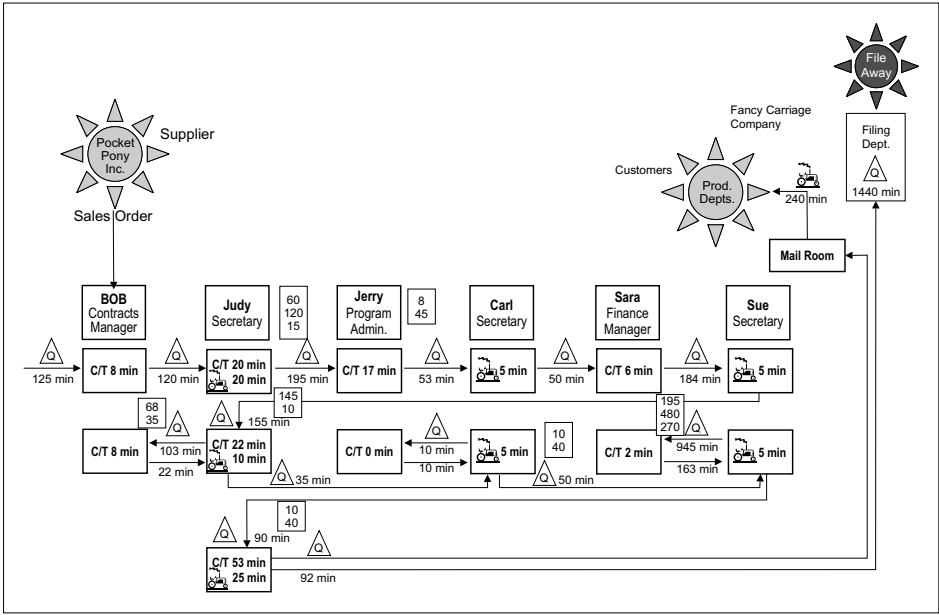 File
Away
Fancy Carriage
Company
Filing
Dept.
Q
1440 min
Pocket
Pony
Inc.
Supplier
Customers
Prod.
Depts.
240 min
Sales Order
Mail Room
BOB
Contracts
Manager
Judy
Secretary
60
120
15
Jerry
Program
Admin.
8
45
Carl
Secretary
Sara
Finance
Manager
Sue
Secretary
Q
125 min
C/T 8 min
Q
120 min
C/T 20 min
20 min
Q
195 min
C/T 17 min
Q
53 min
5 min
Q
50 min
C/T 6 min
Q
184 min
5 min
68
35
Q
145
10
155 min
195
480
270
C/T 8 min
103 min
22 min
C/T 22 min
10 min
Q
35 min
C/T 0 min
Q
10 min
10 min
5 min
10
40
Q
50 min
C/T 2 min
Q
945 min
163 min
5 min
Q
10
40
90 min
Q
C/T 53 min
25 min
92 min